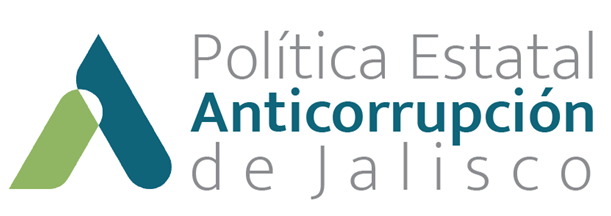 Política Estatal
Anticorrupción
de Jalisco